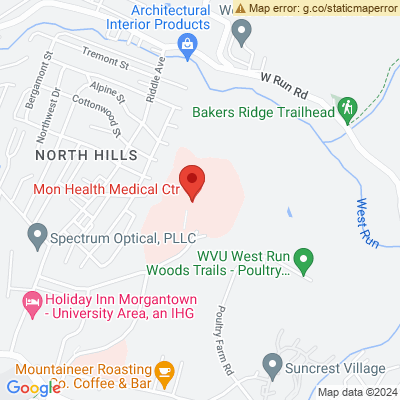 Map error: g.co/staticmaperror
Architectural
Interior Products
We
Tremont St
Riddle Ave
W Run Rd
Bergamont St
Alpine St
Cottonwood St
Northwest Dr
Bakers Ridge Trailhead
NORTH HILLS
Mon Health Medical Ctr
West Run
Spectrum Optical, PLLC
WVU West Run
Woods Trails - Poultry...
Holiday Inn Morgantown
- University Area, an IHG
Poultry Farm Rd
Mountaineer Roasting
Co. Coffee & Bar
Suncrest Village
Google
Map data ©2024